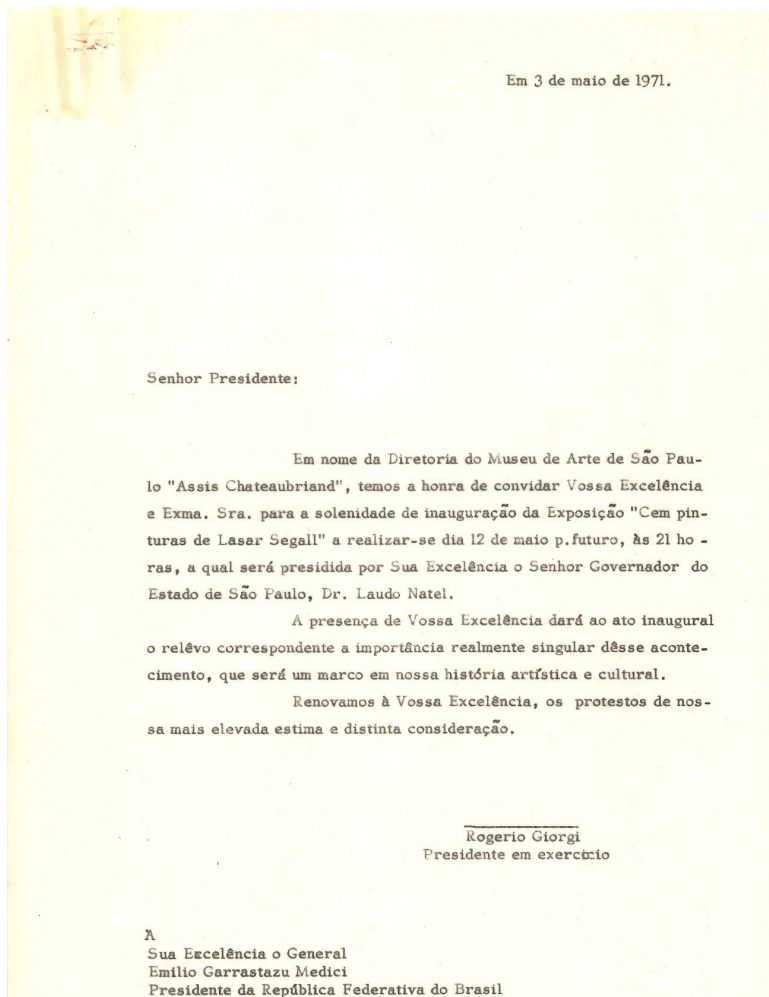 Em 3 de maio de 1971.
Senhor Presidente:
Em nome da Diretoria do Museu de Arte de São Pau-
lo "Assis Chateaubriand", temos a honra de convidar Vossa Excelência
e Exma. Sra. para a solenidade de inauguração da Exposição "Cem pin-
turas de Lasar Segall" a realizar-se dia 12 de maio p.futuro, às 21 ho -
ras, a qual será presidida por Sua Excelência o Senhor Governador do
Estado de São Paulo, Dr. Laudo Natel.
A presença de Vossa Excelência dará ao ato inaugural
o relêvo correspondente a importância realmente singular dêsse aconte-
cimento, que será um marco em nossa história artística e cultural.
Renovamos à Vossa Excelência, os protestos de nos-
sa mais elevada estima e distinta consideração.
Rogerio Giorgi
Presidente em exercício
A
Sua Excelência o General
Emilio Garrastazu Medici
Presidente da República Federativa do Brasil